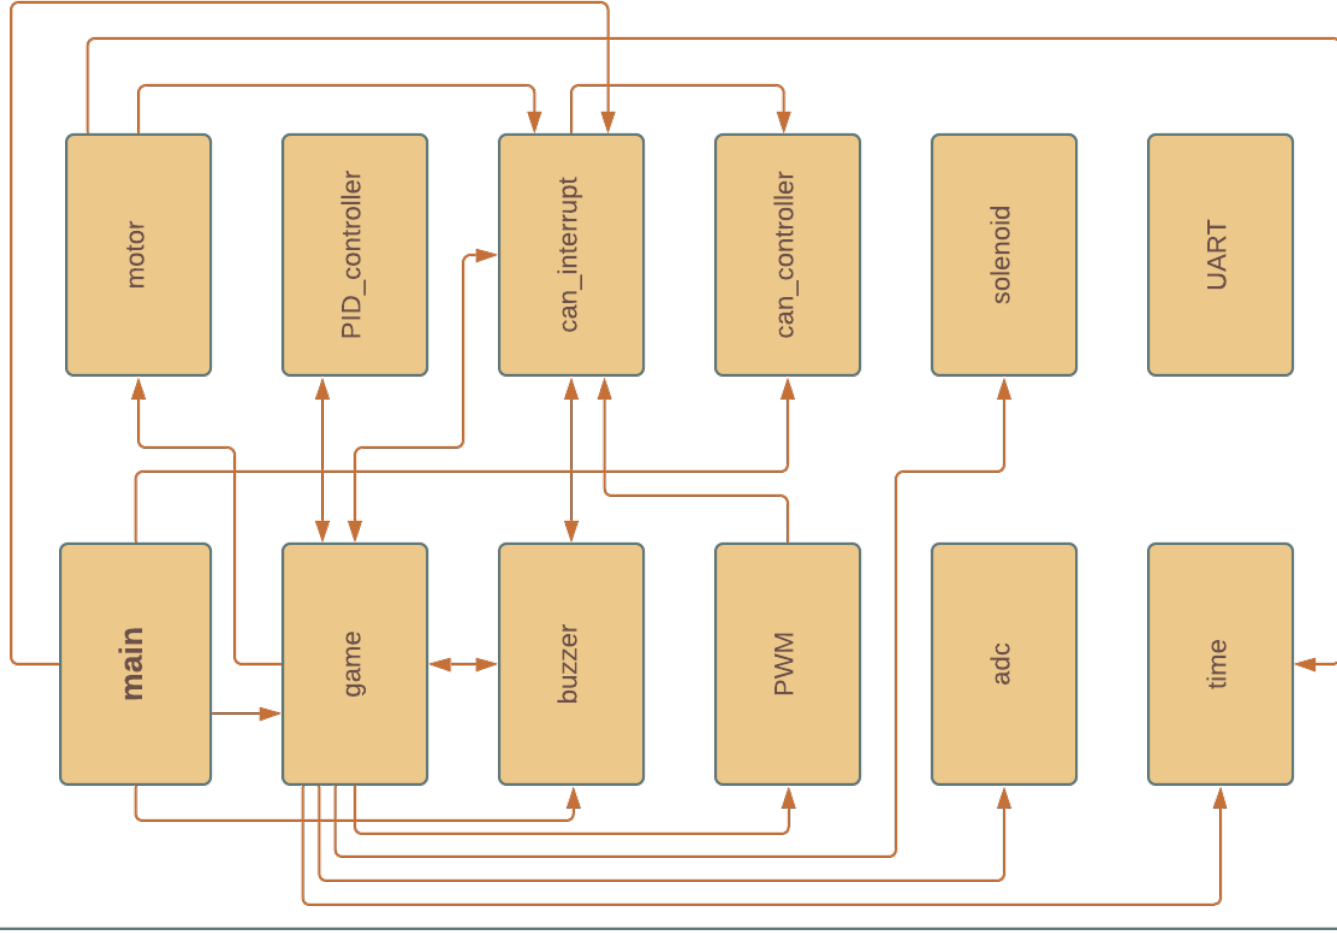 motor
PID_controller
can_interrupt
can_controller
solenoid
UART
main
game
buzzer
PWM
adc
time